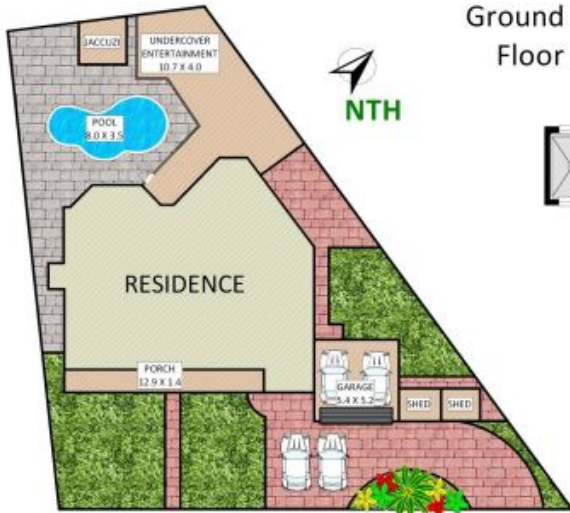 Ground
Floor
JACCUZI
UNDERCOVER
ENTERTAINMENT
10.7 X 4.0
NTH
POOL
8.0 X 3.5
RESIDENCE
PORCH
12.9 X 1.4
GARAGE
5.4 X 5.2
SHED
SHED